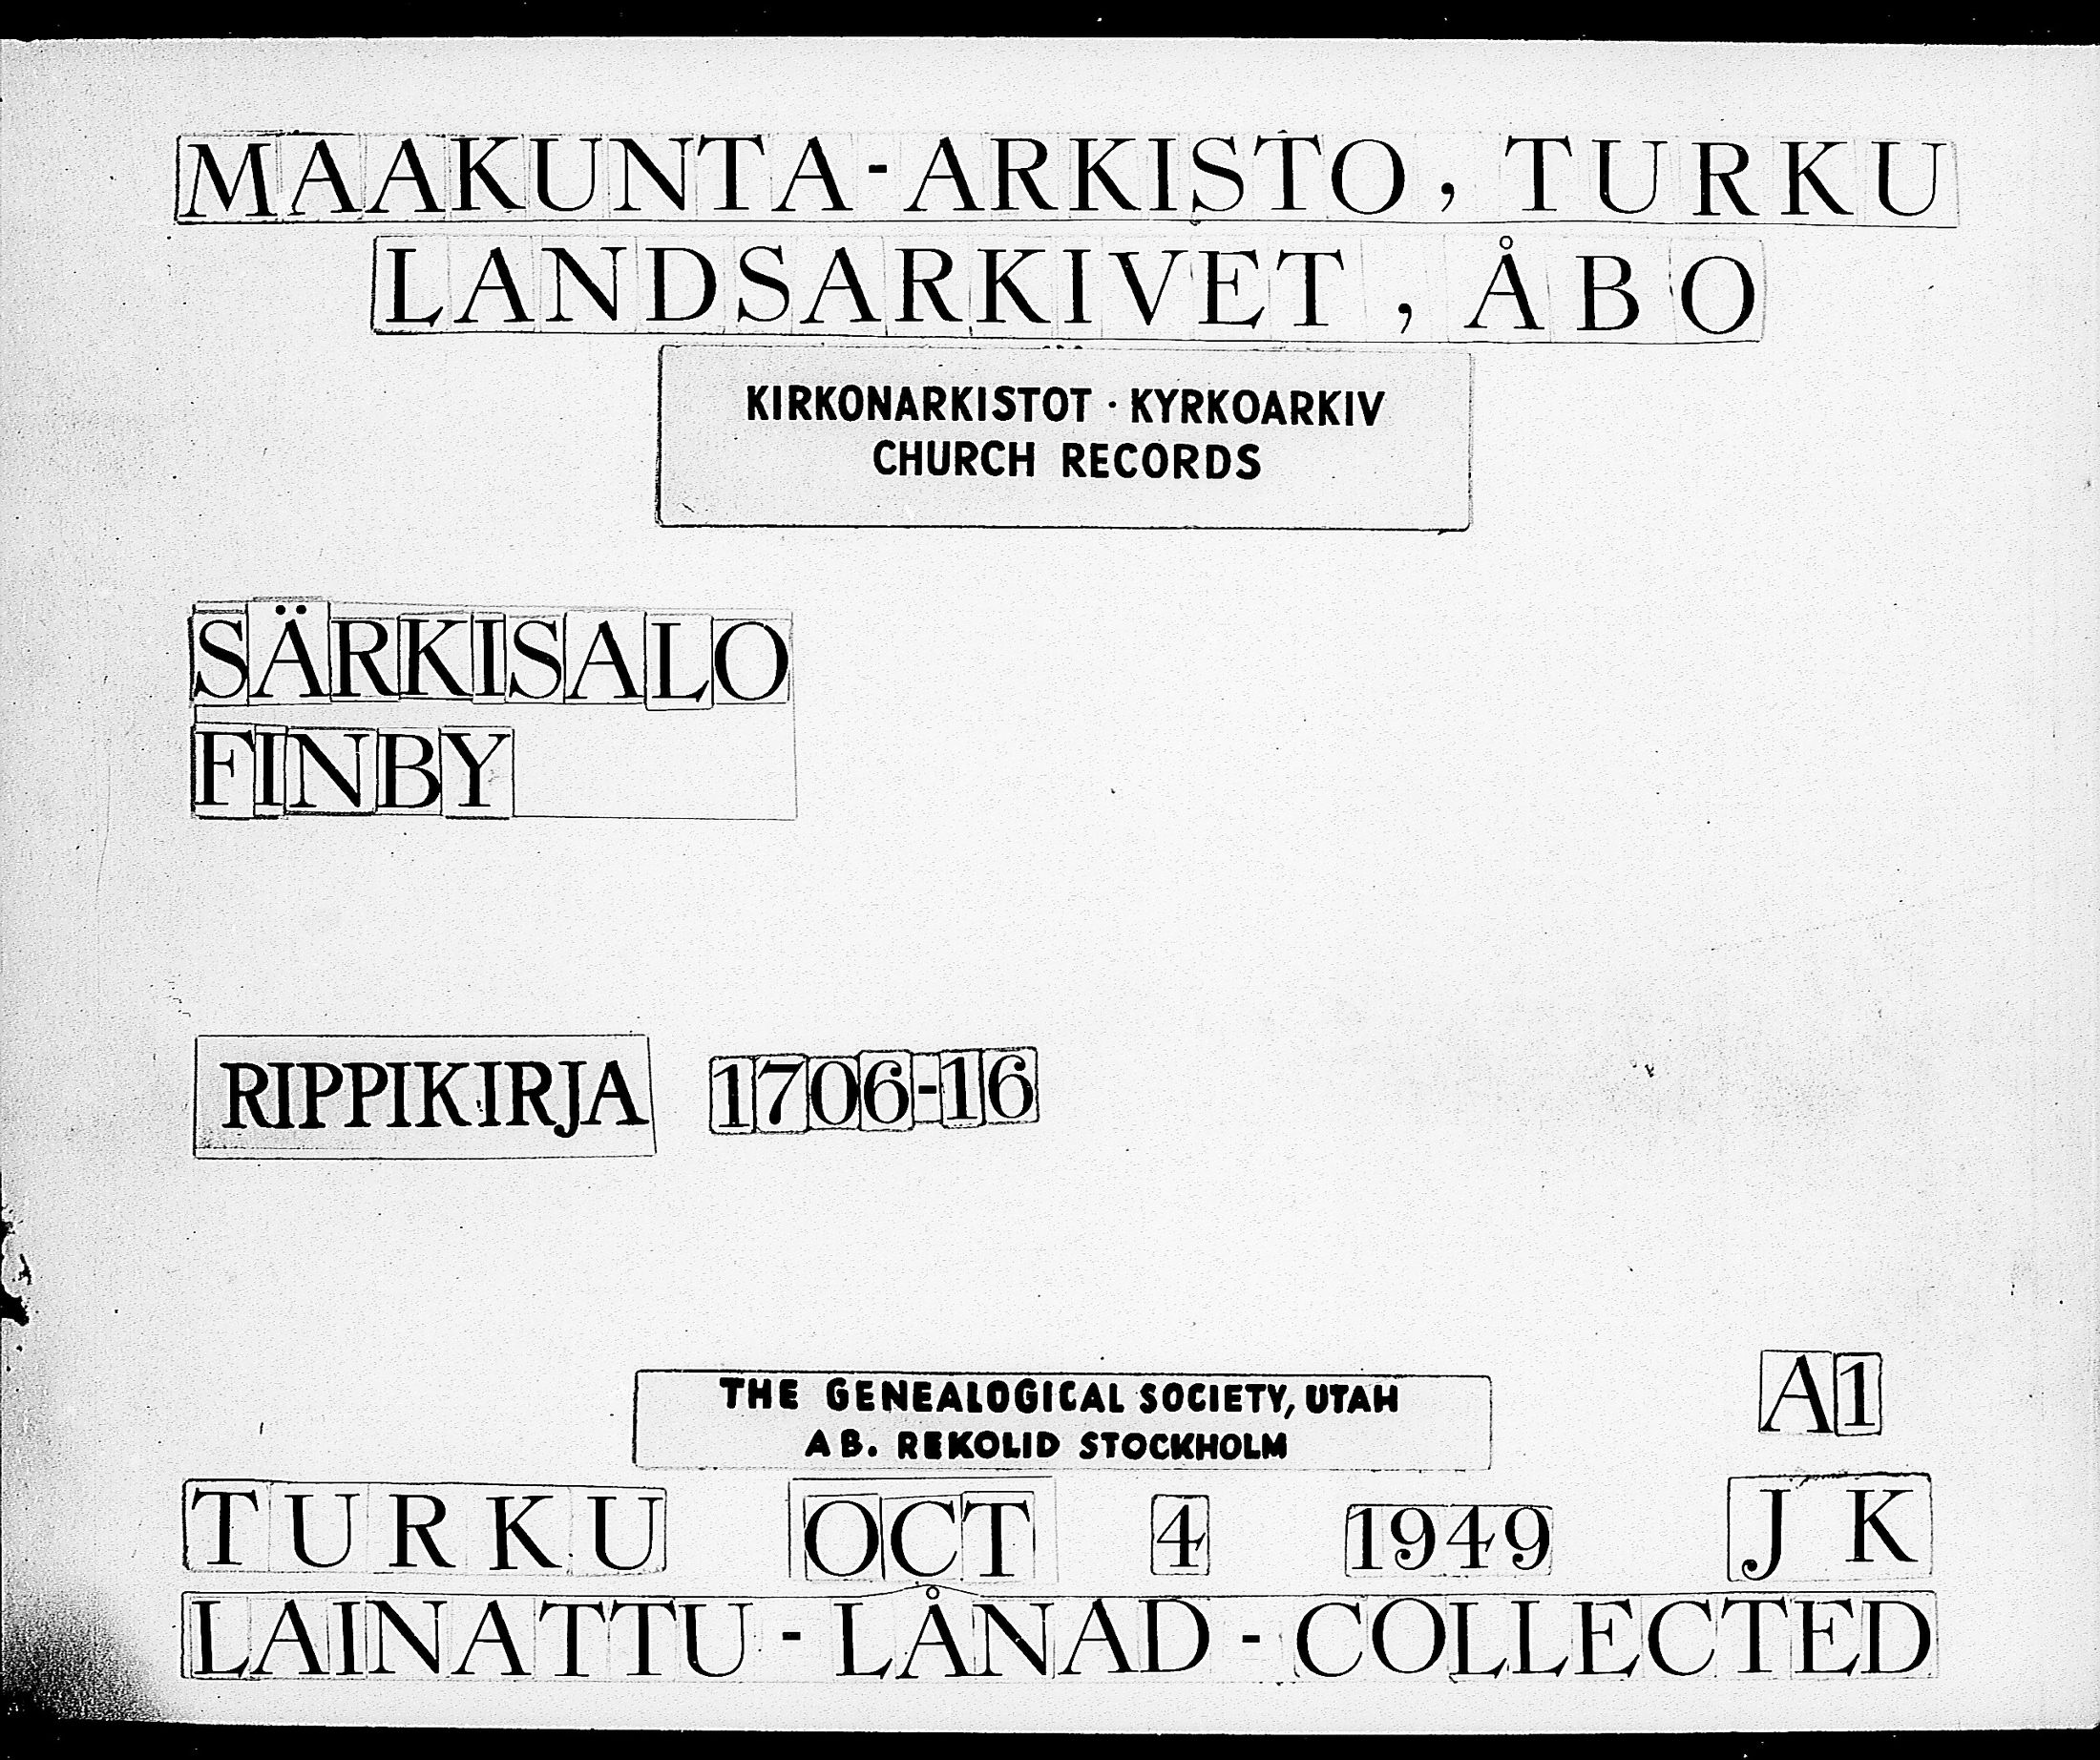 MAAKUNTA-ARKISTO, TURKU
LANDSARKIVET, ÅBO
KIRKONARKISTOT · KYRKOARKIV
CHURCH RECORDS
SÄRKISALO
FINBY
RIPPIKIRJA 1706-16
A1
THE GENEALOGICAL SOCIETY, UTAH
AB. REKOLID STOCKHOLM
TURKU OCT 4 1949 JK
LAINATTU - LÅNAD - COLLECTED